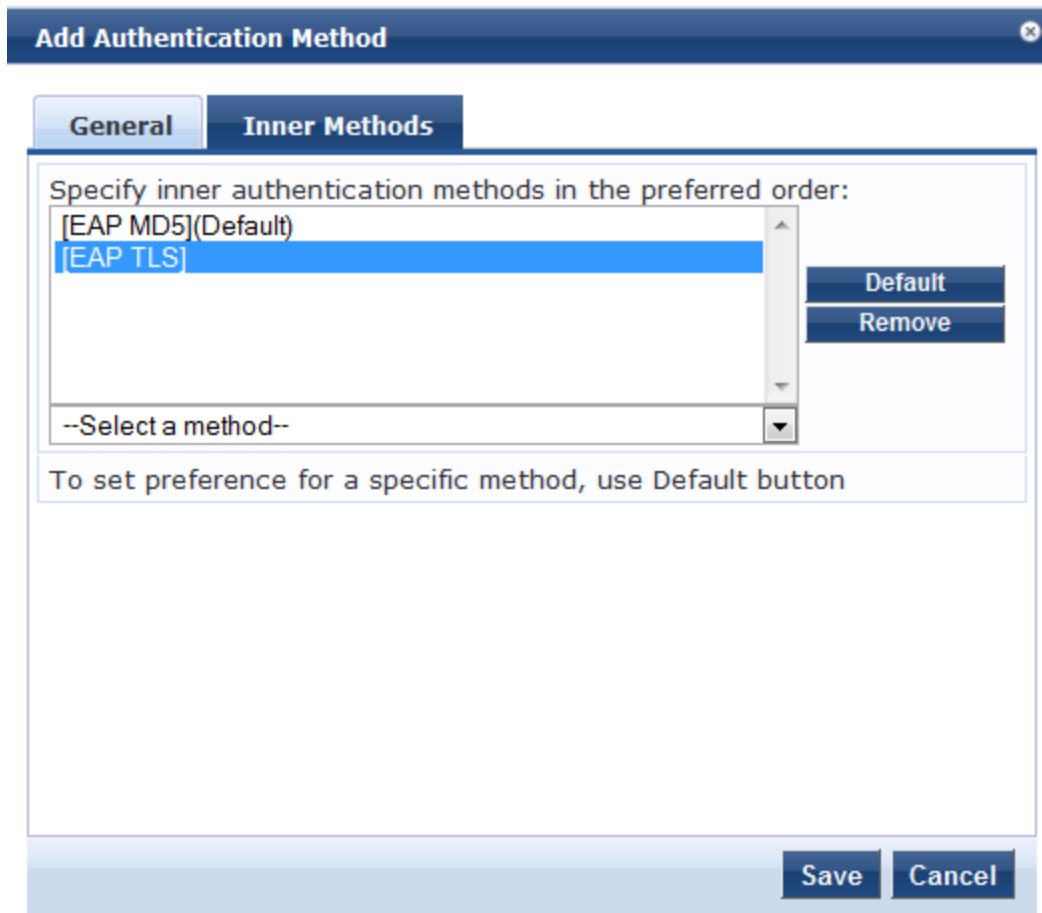 Add Authentication Method
General
Inner Methods
Specify inner authentication methods in the preferred order:
[EAP MD5](Default)
[EAP TLS]
Default
Remove
--Select a method--
To set preference for a specific method, use Default button
Save
Cancel